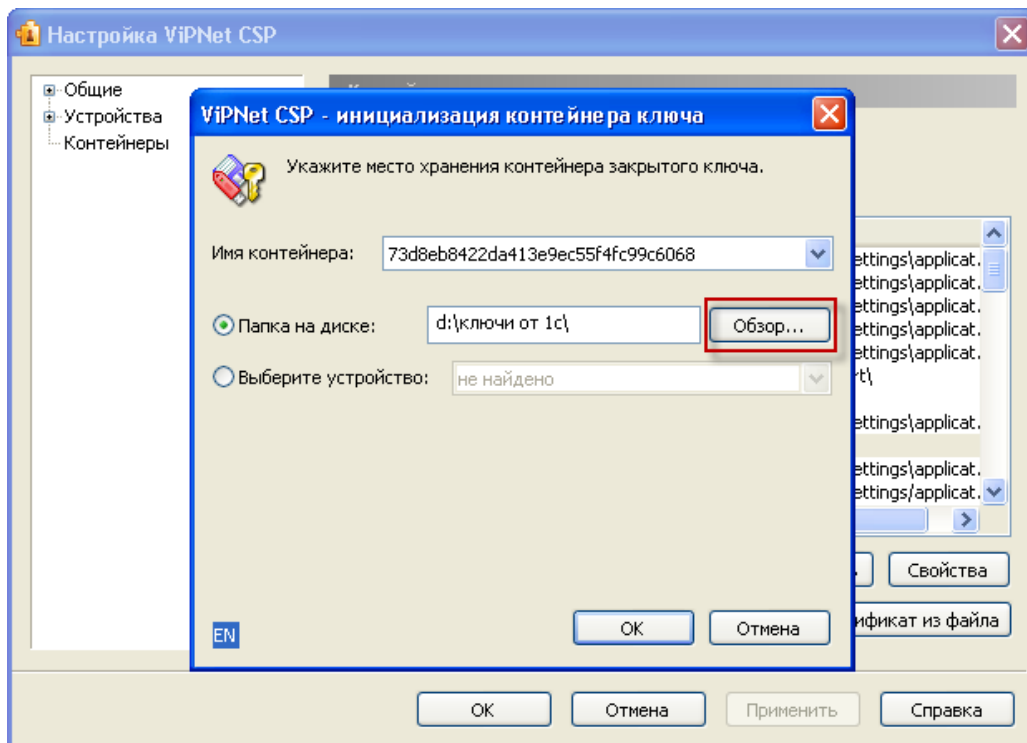 Настройка ViPNet CSP
Общие
Устройства
Контейнеры
ViPNet CSP - инициализация контейнера ключа
Укажите место хранения контейнера закрытого ключа.
Имя контейнера: 73d8eb8422da413e9ec55f4fc99c6068
Папка на диске: d:\ключи от 1с\ Обзор...
Выберите устройство: не найдено
EN
OK Отмена
ettings\applicat.
ettings\applicat.
ettings\applicat.
ettings\applicat.
ettings\applicat.
t\
ettings\applicat.
ettings\applicat.
ettings/applicat.
Свойства
ификат из файла
OK Отмена Применить Справка